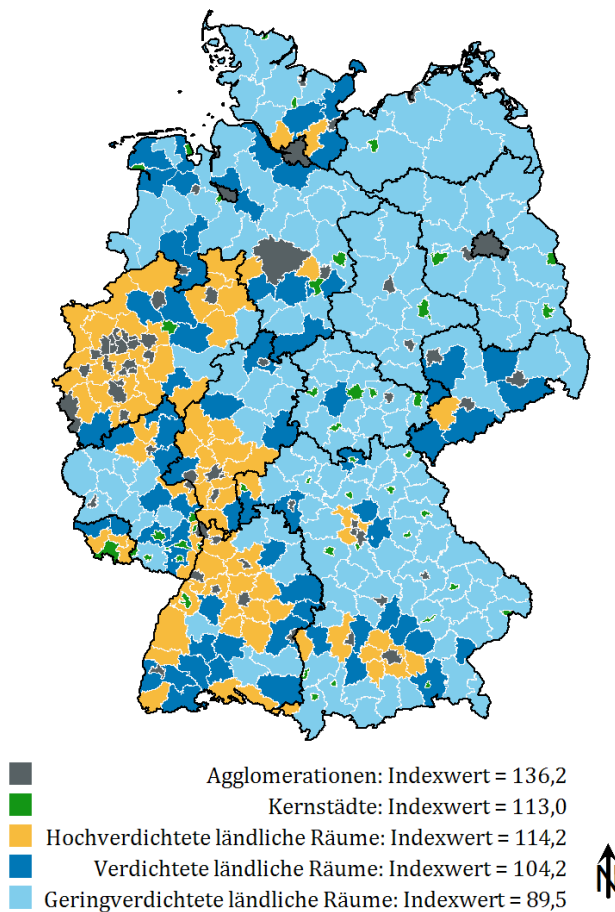 Agglomerationen: Indexwert = 136,2
Kernstädte: Indexwert = 113,0
Hochverdichtete ländliche Räume: Indexwert = 114,2
Verdichtete ländliche Räume: Indexwert = 104,2
Geringverdichtete ländliche Räume: Indexwert = 89,5
N